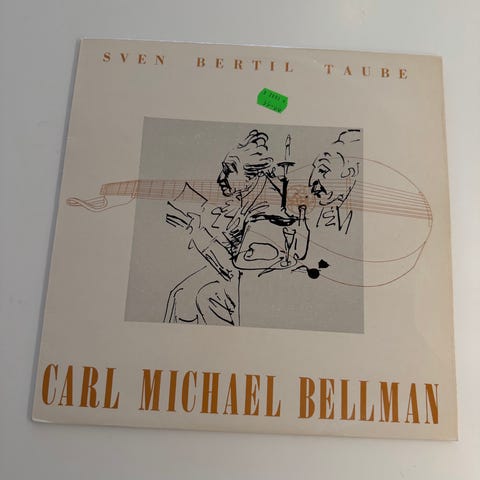 SVEN BERTIL TAUBE
CARL MICHAEL BELLMAN